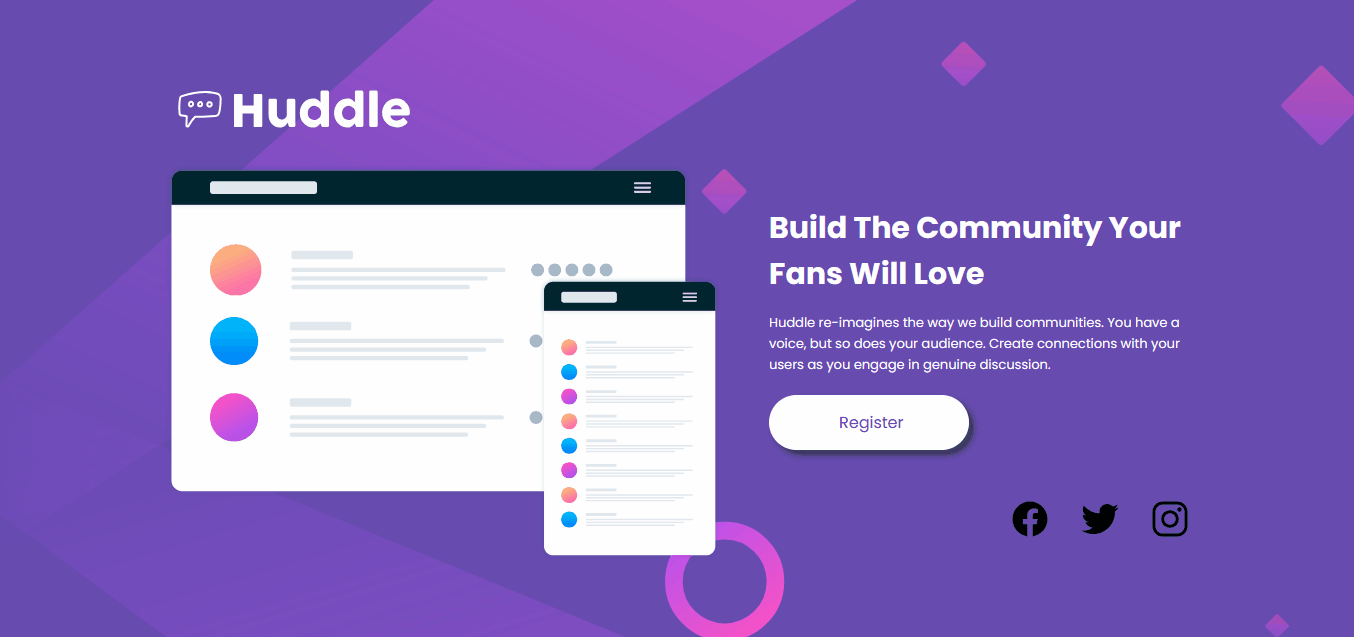 Huddle
Build The Community Your
Fans Will Love
Huddle re-imagines the way we build communities. You have a
voice, but so does your audience. Create connections with your
users as you engage in genuine discussion.
Register